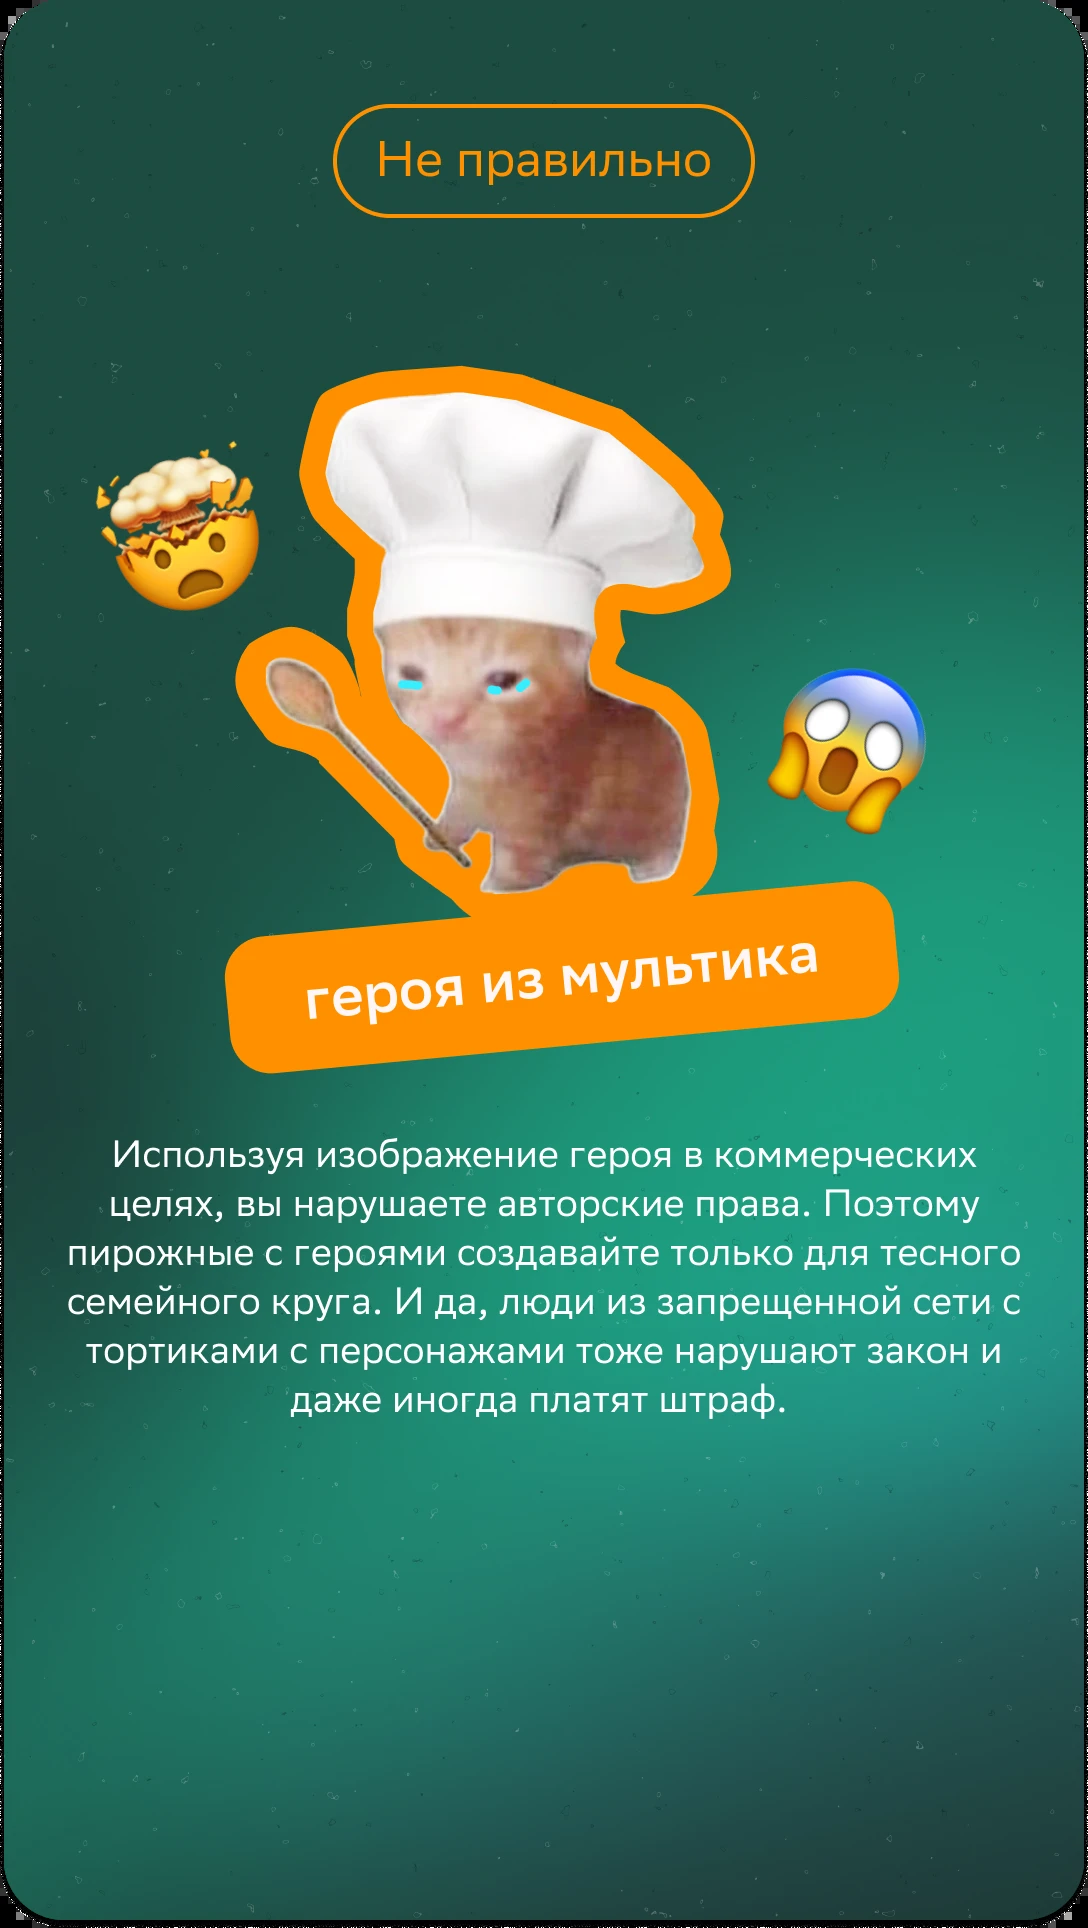 Не правильно
героя из мультика
Используя изображение героя в коммерческих
целях, вы нарушаете авторские права. Поэтому
пирожные с героями создавайте только для тесного
семейного круга. И да, люди из запрещенной сети с
тортиками с персонажами тоже нарушают закон и
даже иногда платят штраф.